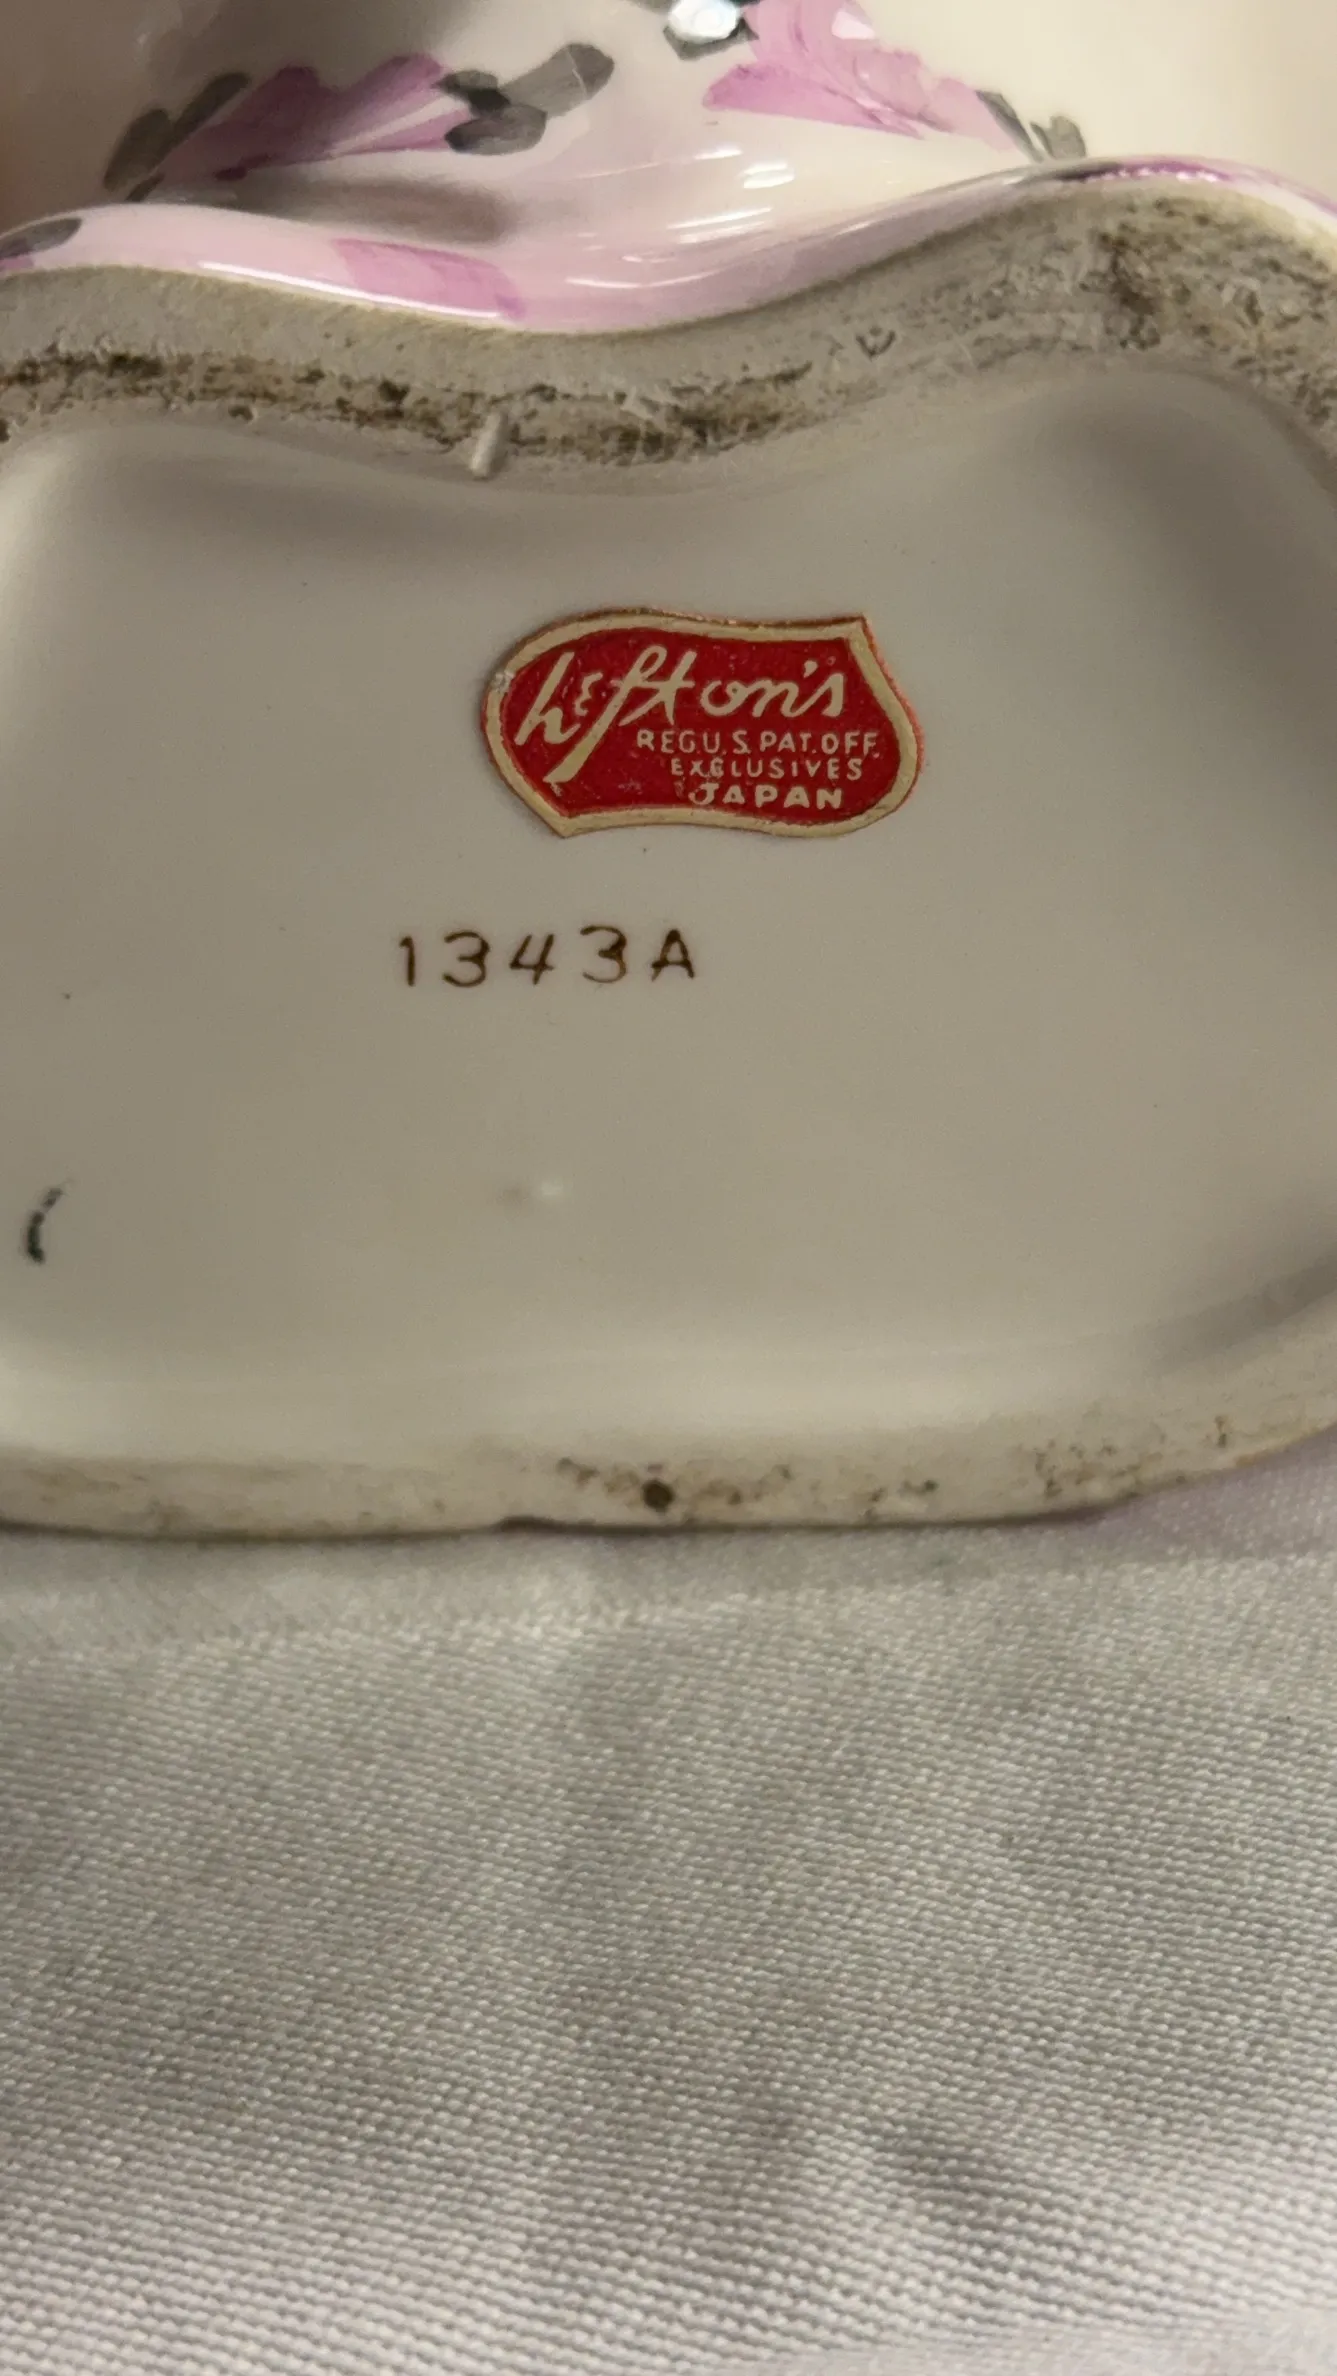 Lefton's
REG.U.S.PAT.OFF.
EXCLUSIVES
JAPAN
1343A